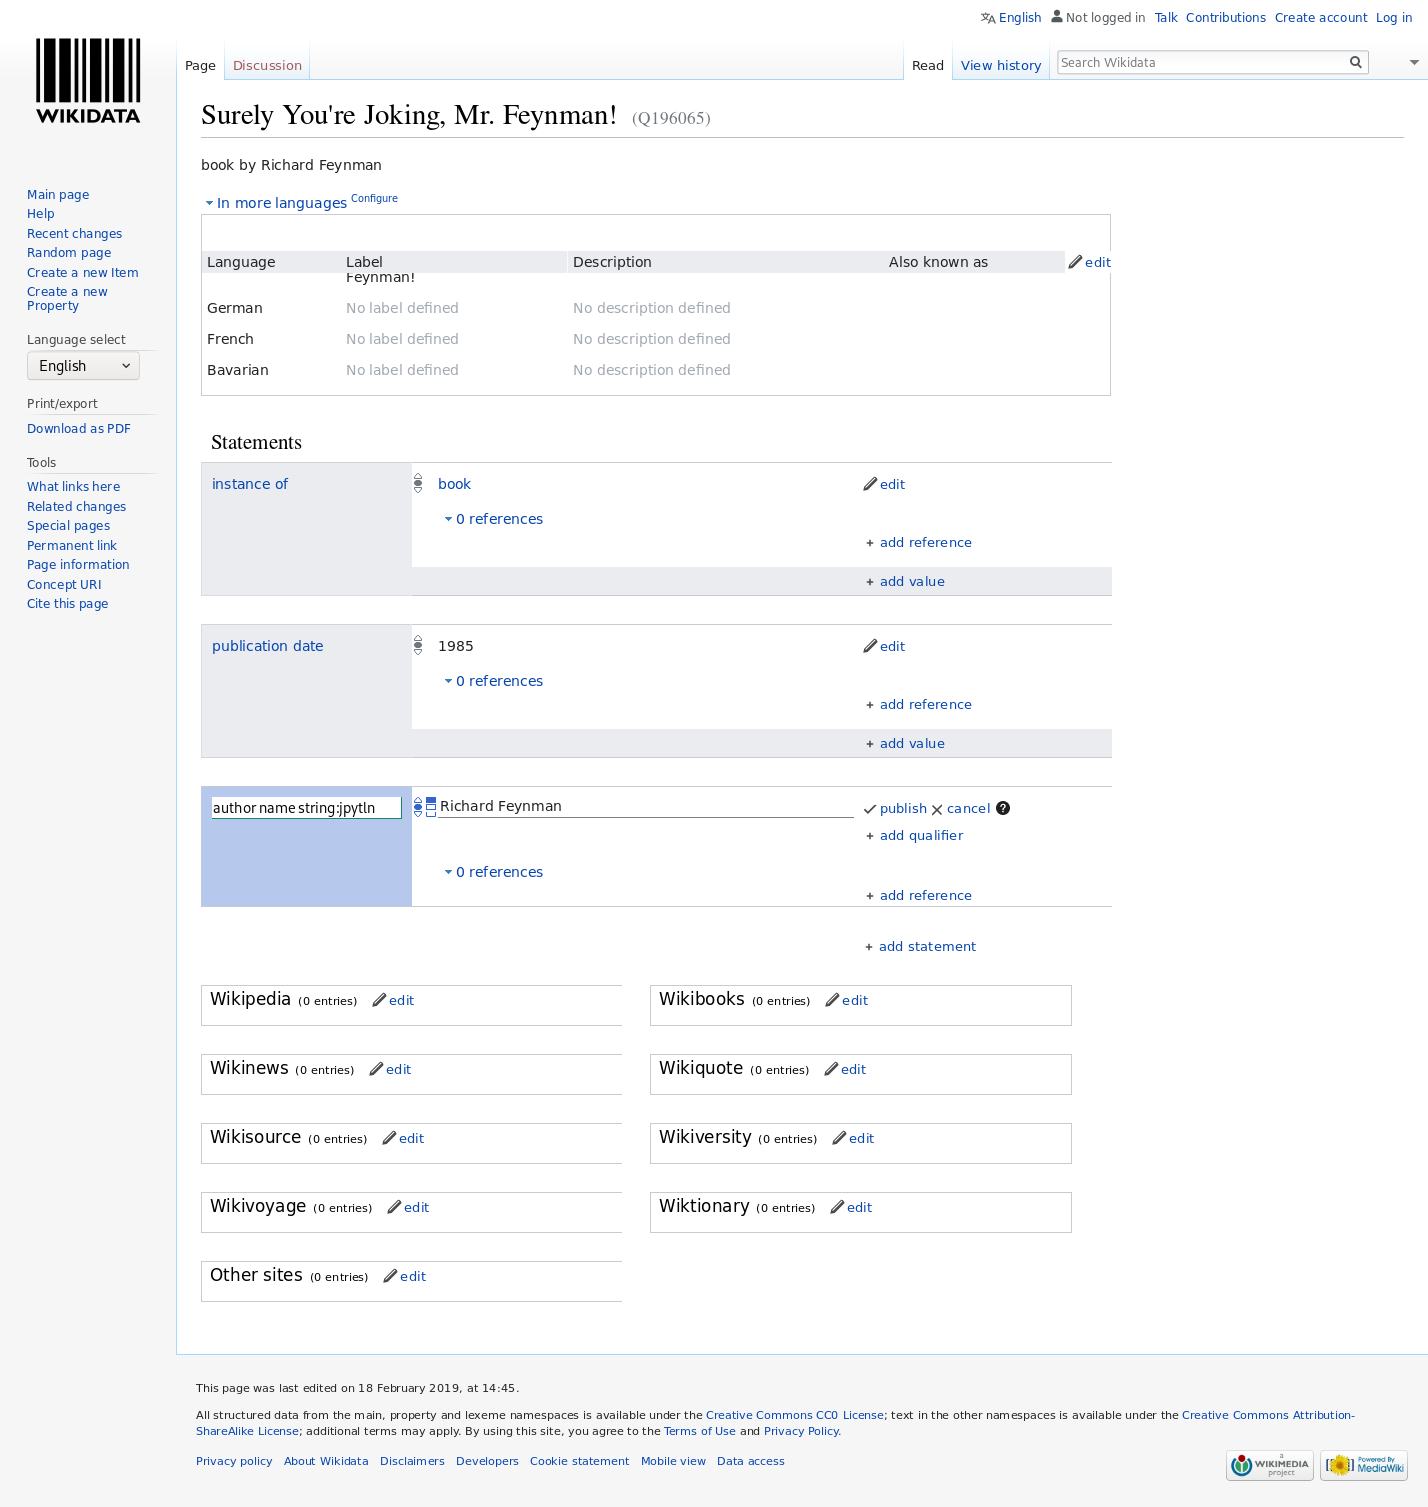 English Not logged in Talk Contributions Create account Log in
Page Discussion Read View history Search Wikidata
WIKIDATA
Surely You're Joking, Mr. Feynman! (Q196065)
book by Richard Feynman
Main page
Help
Recent changes
Random page
Create a new Item
Create a new
Property
Language select
English
Print/export
Download as PDF
Tools
What links here
Related changes
Special pages
Permanent link
Page information
Concept URI
Cite this page
In more languages Configure
Language Label Description Also known as edit
Feynman!
German No label defined No description defined
French No label defined No description defined
Bavarian No label defined No description defined
Statements
instance of book edit
0 references
+ add reference
+ add value
publication date 1985 edit
0 references
+ add reference
+ add value
author name string:jpytln Richard Feynman publish cancel ?
+ add qualifier
0 references
+ add reference
+ add statement
Wikipedia (0 entries) edit
Wikibooks (0 entries) edit
Wikinews (0 entries) edit
Wikiquote (0 entries) edit
Wikisource (0 entries) edit
Wikiversity (0 entries) edit
Wikivoyage (0 entries) edit
Wiktionary (0 entries) edit
Other sites (0 entries) edit
This page was last edited on 18 February 2019, at 14:45.
All structured data from the main, property and lexeme namespaces is available under the Creative Commons CC0 License; text in the other namespaces is available under the Creative Commons Attribution-
ShareAlike License; additional terms may apply. By using this site, you agree to the Terms of Use and Privacy Policy.
Privacy policy About Wikidata Disclaimers Developers Cookie statement Mobile view Data access
a
WIKIMEDIA
project
Powered By
MediaWiki